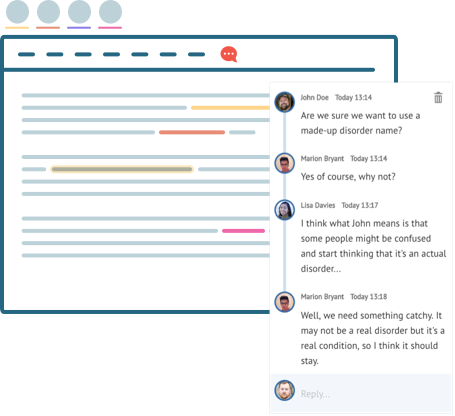 John Doe Today 13:14
Are we sure we want to use a
made-up disorder name?
Marion Bryant Today 13:14
Yes of course, why not?
Lisa Davies Today 13:17
I think what John means is that
some people might be confused
and start thinking that it's an actual
disorder...
Marion Bryant Today 13:18
Well, we need something catchy. It
may not be a real disorder but it's a
real condition, so I think it should
stay.
Reply...